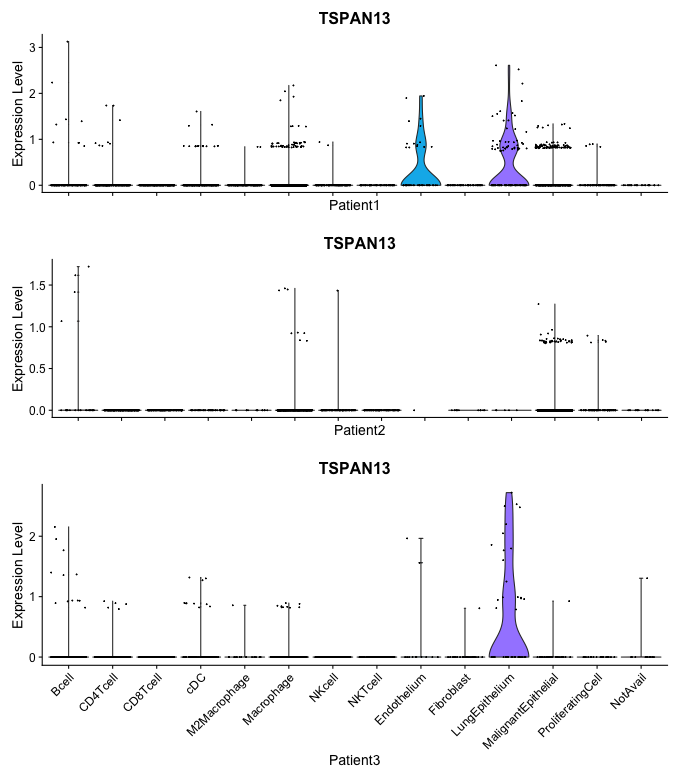 TSPAN13
Expression Level
3
2
1
0
Patient1
TSPAN13
Expression Level
1.5
1.0
0.5
0.0
Patient2
TSPAN13
Expression Level
2
1
0
Bcell
CD4Tcell
CD8Tcell
cDC
M2Macrophage
Macrophage
NKcell
NKTcell
Endothelium
Fibroblast
LungEpithelium
MalignantEpithelial
ProliferatingCell
NotAvail
Patient3